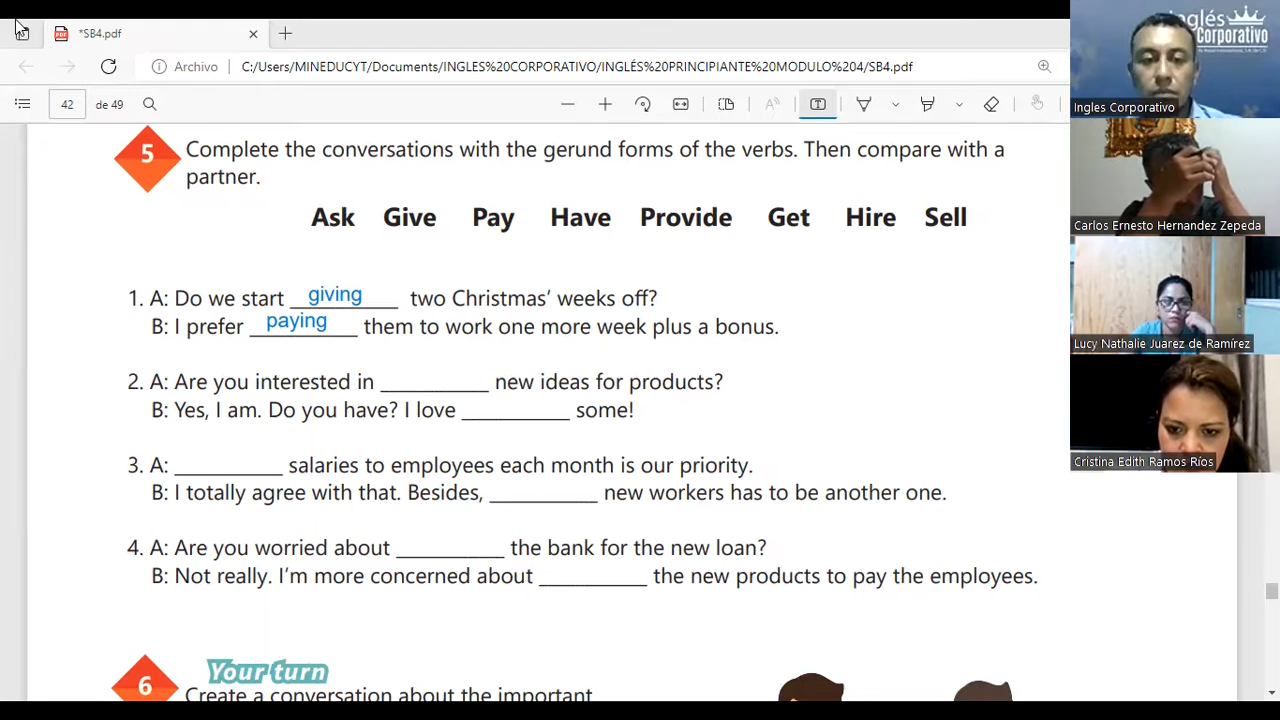 *SB4.pdf
Archivo C:/Users/MINEDUCYT/Documents/INGLES%20CORPORATIVO/INGLÉS%20PRINCIPIANTE%20MODULO%204/SB4.pdf
42 de 49
5 Complete the conversations with the gerund forms of the verbs. Then compare with a
partner.
Ask Give Pay Have Provide Get Hire Sell
1. A: Do we start giving two Christmas’ weeks off?
B: I prefer paying them to work one more week plus a bonus.
2. A: Are you interested in __________ new ideas for products?
B: Yes, I am. Do you have? I love __________ some!
3. A: __________ salaries to employees each month is our priority.
B: I totally agree with that. Besides, __________ new workers has to be another one.
4. A: Are you worried about __________ the bank for the new loan?
B: Not really. I’m more concerned about __________ the new products to pay the employees.
6 Your turn
Create a conversation about the important
Inglés
Corporativo
Ingles Corporativo
Carlos Ernesto Hernandez Zepeda
Lucy Nathalie Juarez de Ramírez
Cristina Edith Ramos Ríos